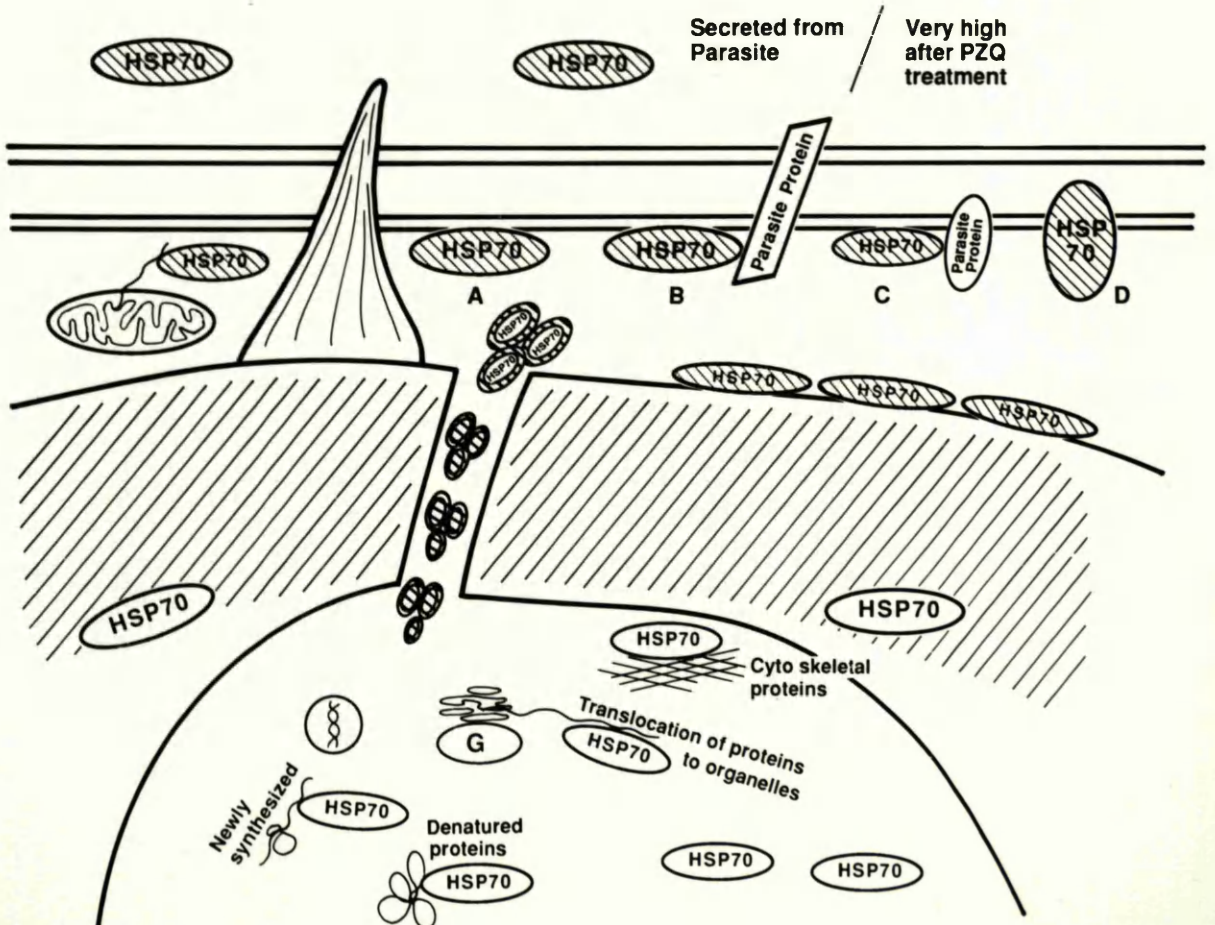 Secreted from
Parasite
Very high
after PZQ
treatment
HSP70
HSP70
Parasite Protein
HSP70
HSP70
HSP70
HSP70
Parasite
Protein
HSP
70
A
B
C
D
HSP70
HSP70
HSP70
HSP70
HSP70
HSP70
HSP70
HSP70
HSP70
Cyto skeletal
proteins
G
HSP70
Translocation of proteins
to organelles
Newly
synthesized
HSP70
Denatured
proteins
HSP70
HSP70
HSP70